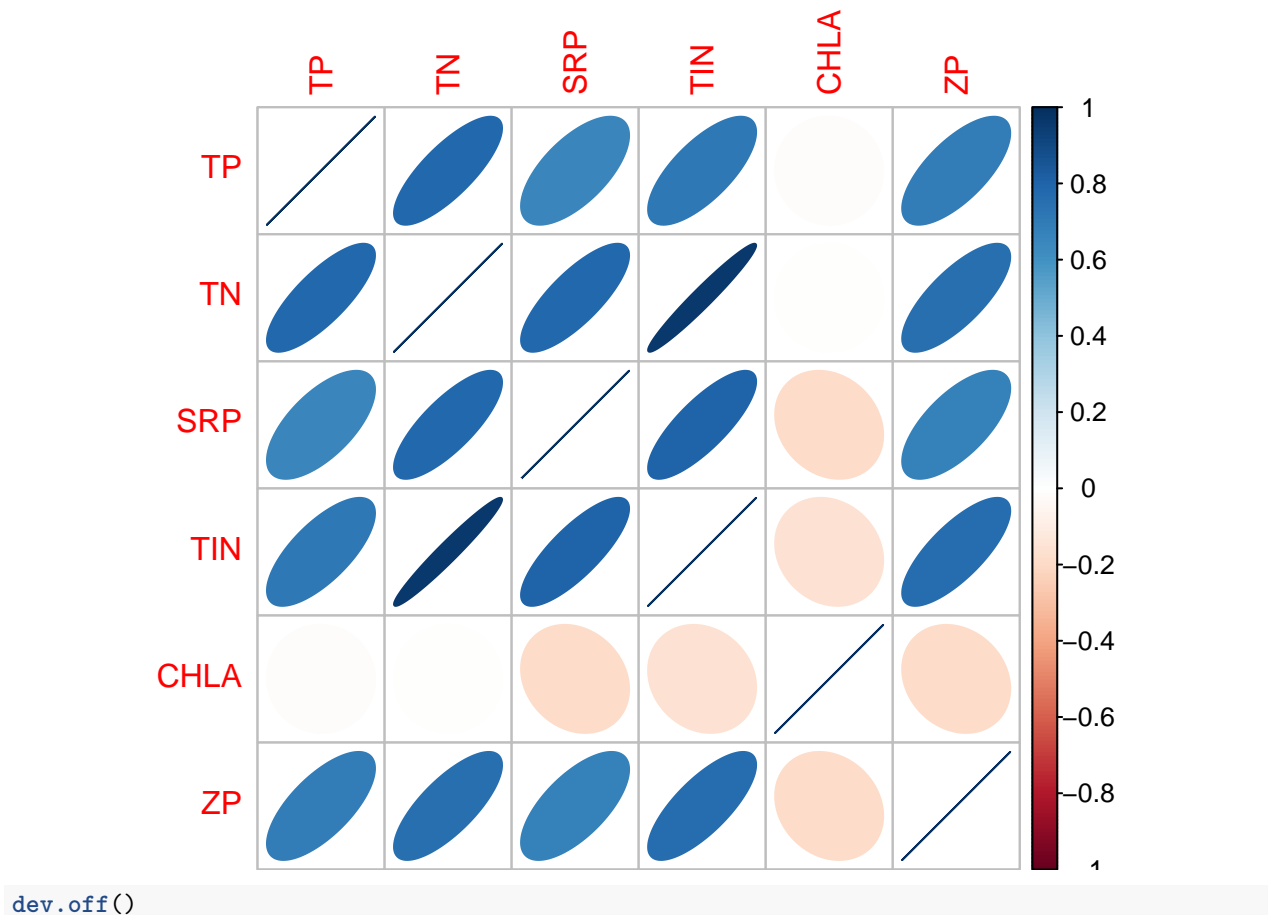 TP TN SRP TIN CHLA ZP
TP
TN
SRP
TIN
CHLA
ZP
1
0.8
0.6
0.4
0.2
0
−0.2
−0.4
−0.6
−0.8
dev.off()